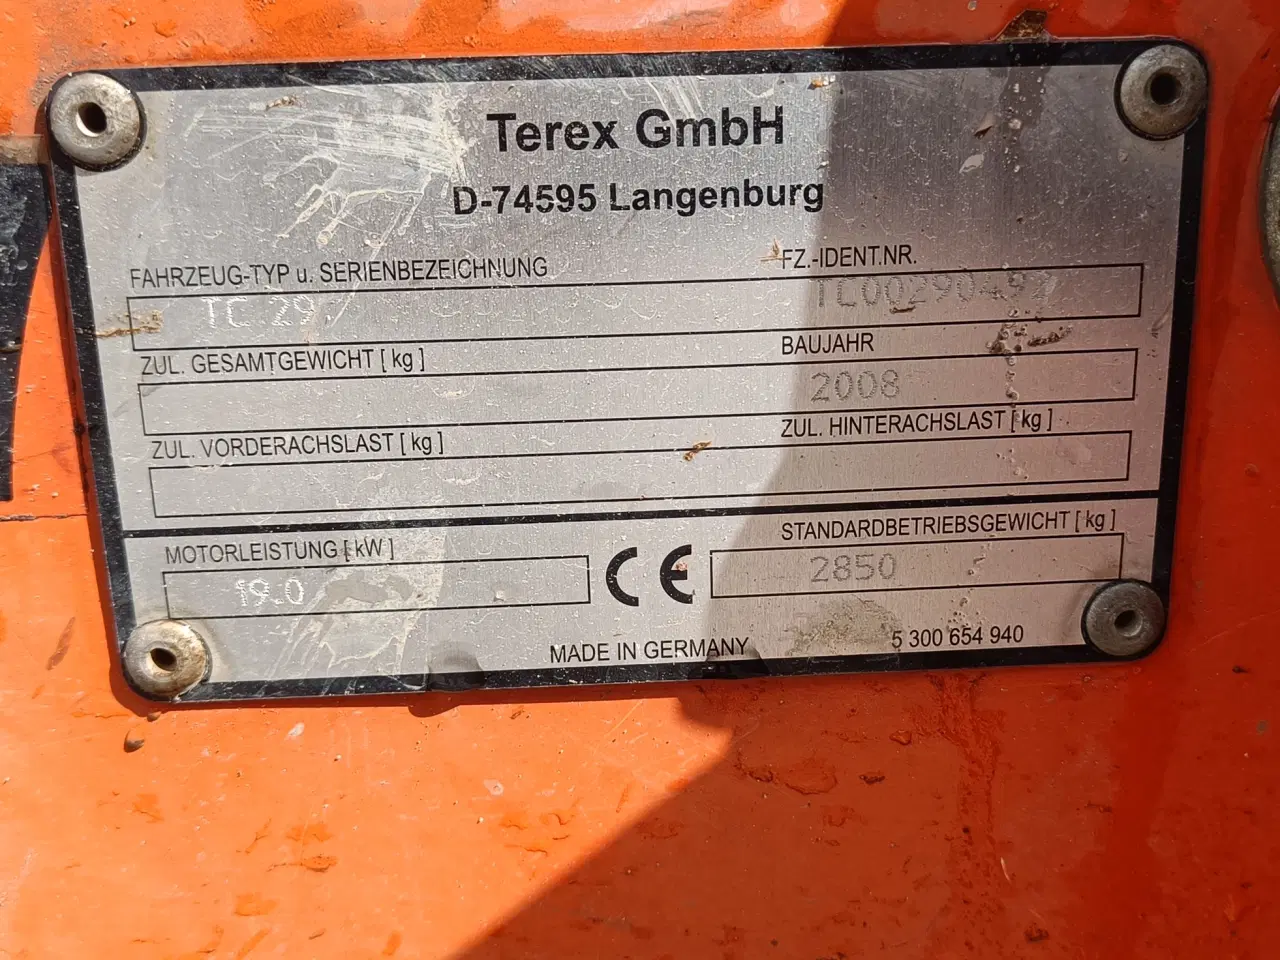 Terex GmbH
D-74595 Langenburg
FAHRZEUG-TYP u. SERIENBEZEICHNUNG FZ.-IDENT.NR.
TC 29
ZUL. GESAMTGEWICHT [ kg ] BAUJAHR
2008
ZUL. VORDERACHSLAST [ kg ] ZUL. HINTERACHSLAST [ kg ]
MOTORLEISTUNG [ kW ] STANDARDBETRIEBSGEWICHT [ kg ]
19.0 CE 2850
MADE IN GERMANY 5 300 654 940